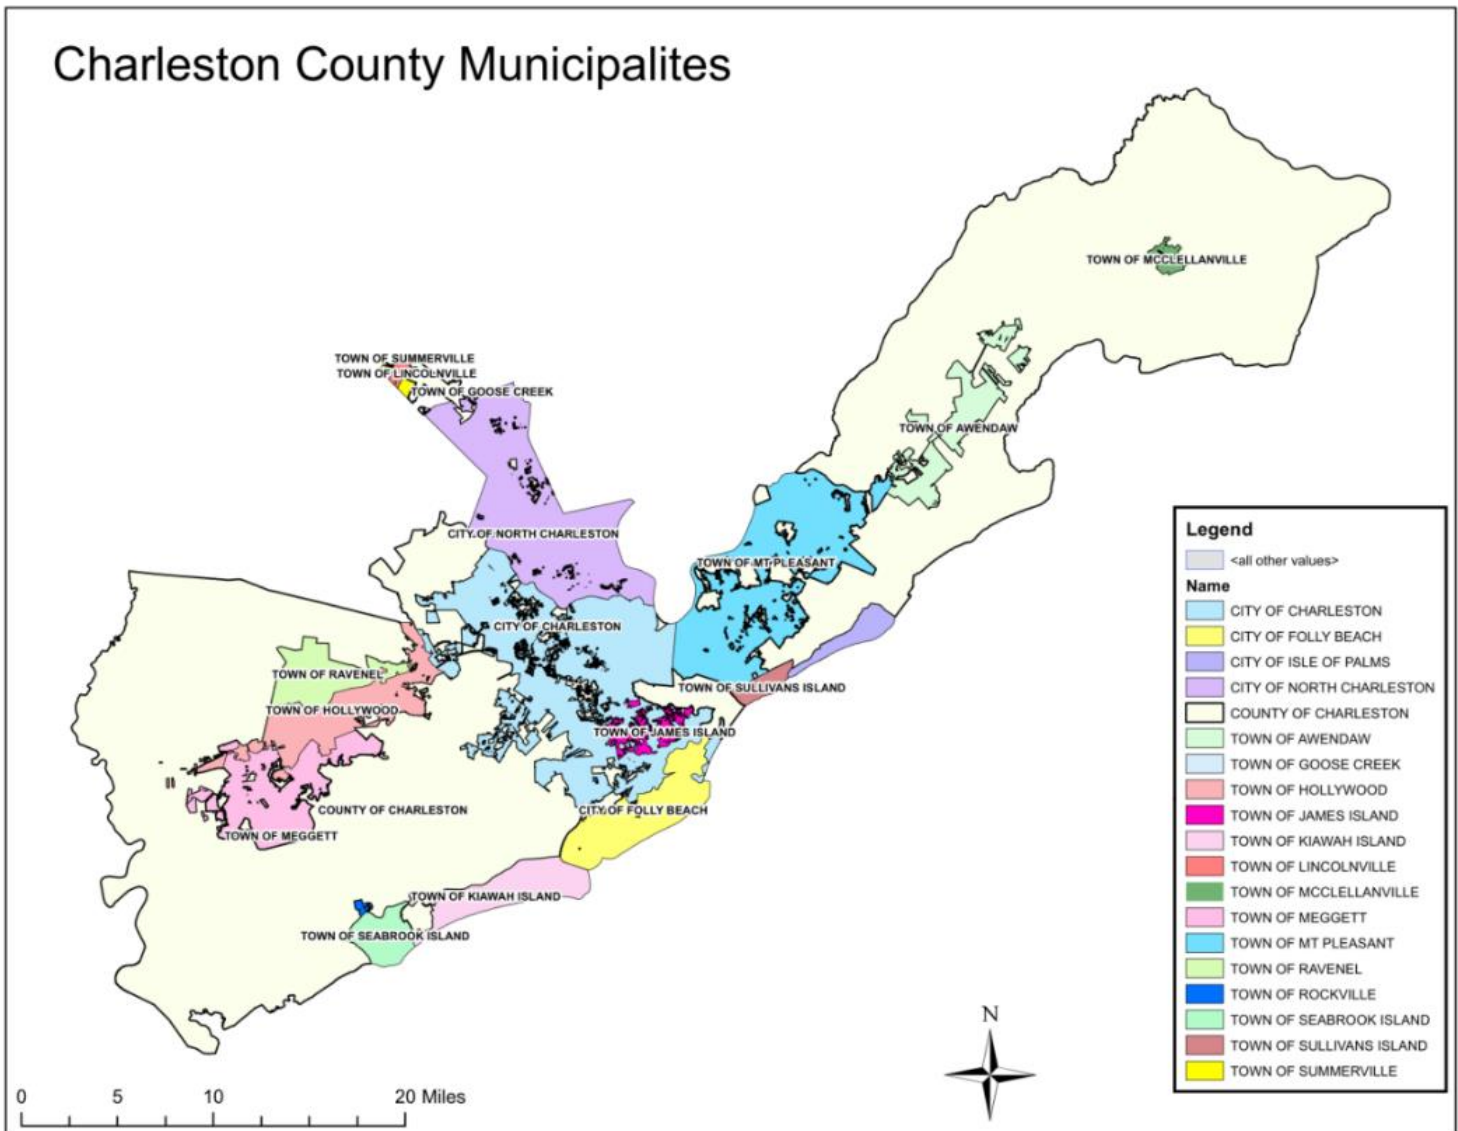 Charleston County Municipalites
TOWN OF MCCLELLANVILLE
TOWN OF SUMMERVILLE
TOWN OF LINCOLNVILLE
TOWN OF GOOSE CREEK
TOWN OF AWENDAW
CITY OF NORTH CHARLESTON
TOWN OF MT PLEASANT
CITY OF CHARLESTON
TOWN OF RAVENEL
TOWN OF SULLIVANS ISLAND
TOWN OF HOLLYWOOD
TOWN OF JAMES ISLAND
COUNTY OF CHARLESTON
CITY OF FOLLY BEACH
TOWN OF MEGGETT
TOWN OF KIAWAH ISLAND
TOWN OF SEABROOK ISLAND
Legend
<all other values>
Name
CITY OF CHARLESTON
CITY OF FOLLY BEACH
CITY OF ISLE OF PALMS
CITY OF NORTH CHARLESTON
COUNTY OF CHARLESTON
TOWN OF AWENDAW
TOWN OF GOOSE CREEK
TOWN OF HOLLYWOOD
TOWN OF JAMES ISLAND
TOWN OF KIAWAH ISLAND
TOWN OF LINCOLNVILLE
TOWN OF MCCLELLANVILLE
TOWN OF MEGGETT
TOWN OF MT PLEASANT
TOWN OF RAVENEL
TOWN OF ROCKVILLE
TOWN OF SEABROOK ISLAND
TOWN OF SULLIVANS ISLAND
TOWN OF SUMMERVILLE
N
0 5 10 20 Miles